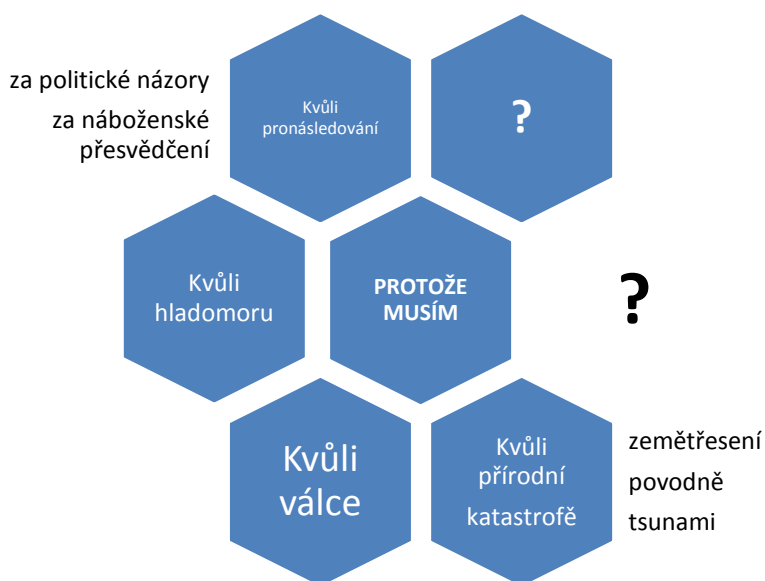 za politické názory
za náboženské
přesvědčení
Kvůli
pronásledování
?
Kvůli
hladomoru
PROTOŽE
MUSÍM
?
Kvůli
válce
Kvůli
přírodní
katastrofě
zemětřesení
povodně
tsunami